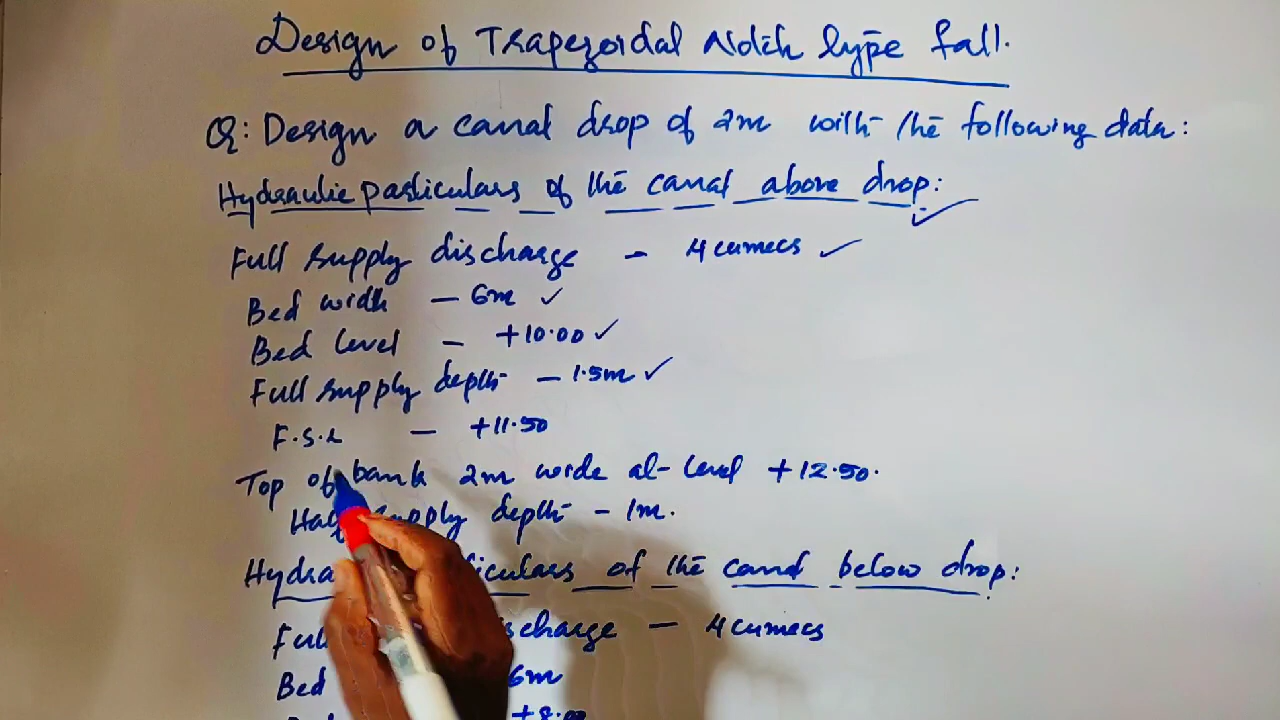 Design of Trapezoidal Notch type fall.
Q: Design a canal drop of 2m with the following data:
Hydraulic particulars of the canal above drop:
Full supply discharge - 4 cumecs
Bed width - 6m
Bed level - +10.00
Full supply depth - 1.5m
F.S.L - +11.50
Top of bank 2m wide at level +12.50.
supply depth - 1m.
of the canal below drop:
- 4 cumecs
Bed 6m